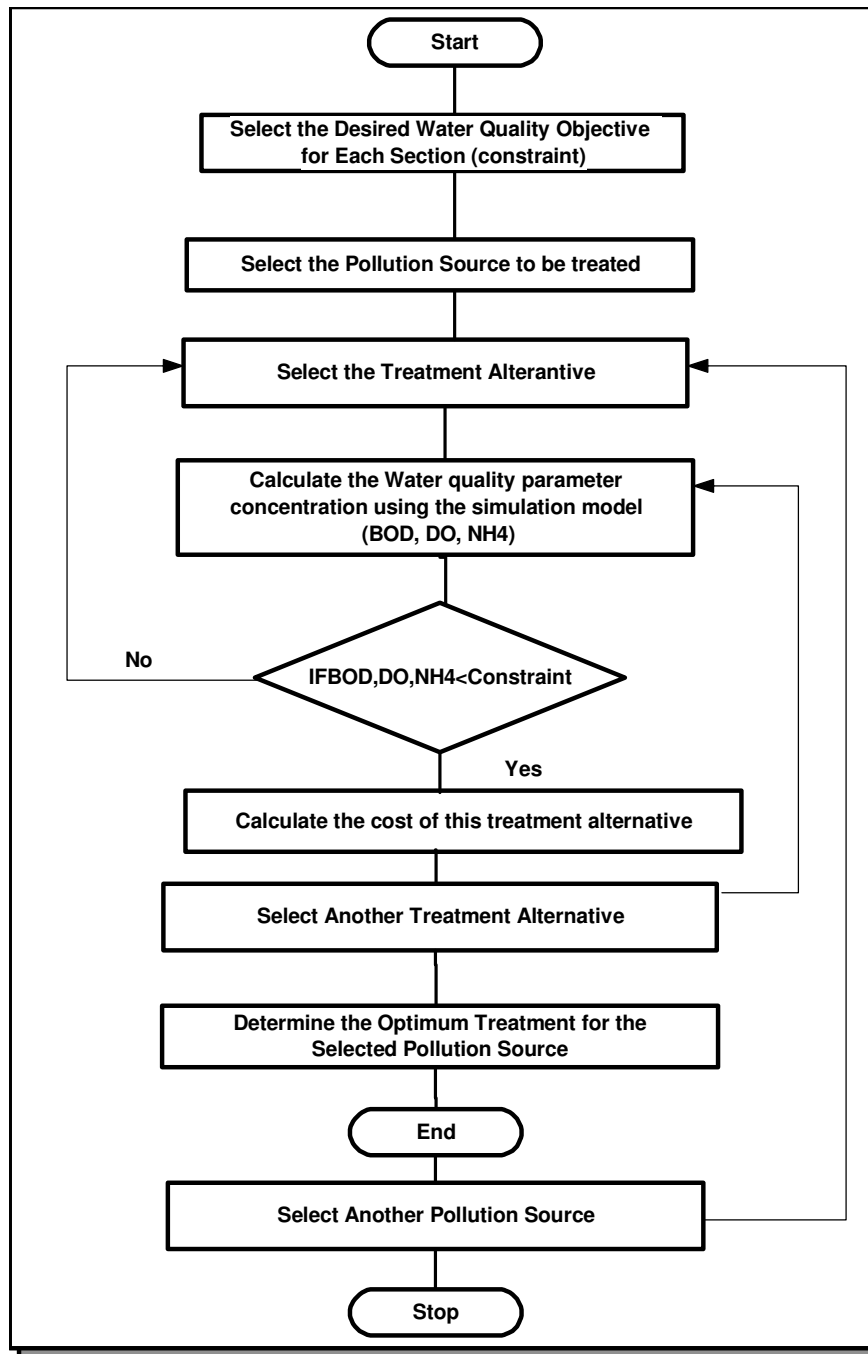 Start
Select the Desired Water Quality Objective
for Each Section (constraint)
Select the Pollution Source to be treated
Select the Treatment Alterantive
Calculate the Water quality parameter
concentration using the simulation model
(BOD, DO, NH4)
No
IFBOD,DO,NH4<Constraint
Yes
Calculate the cost of this treatment alternative
Select Another Treatment Alternative
Determine the Optimum Treatment for the
Selected Pollution Source
End
Select Another Pollution Source
Stop